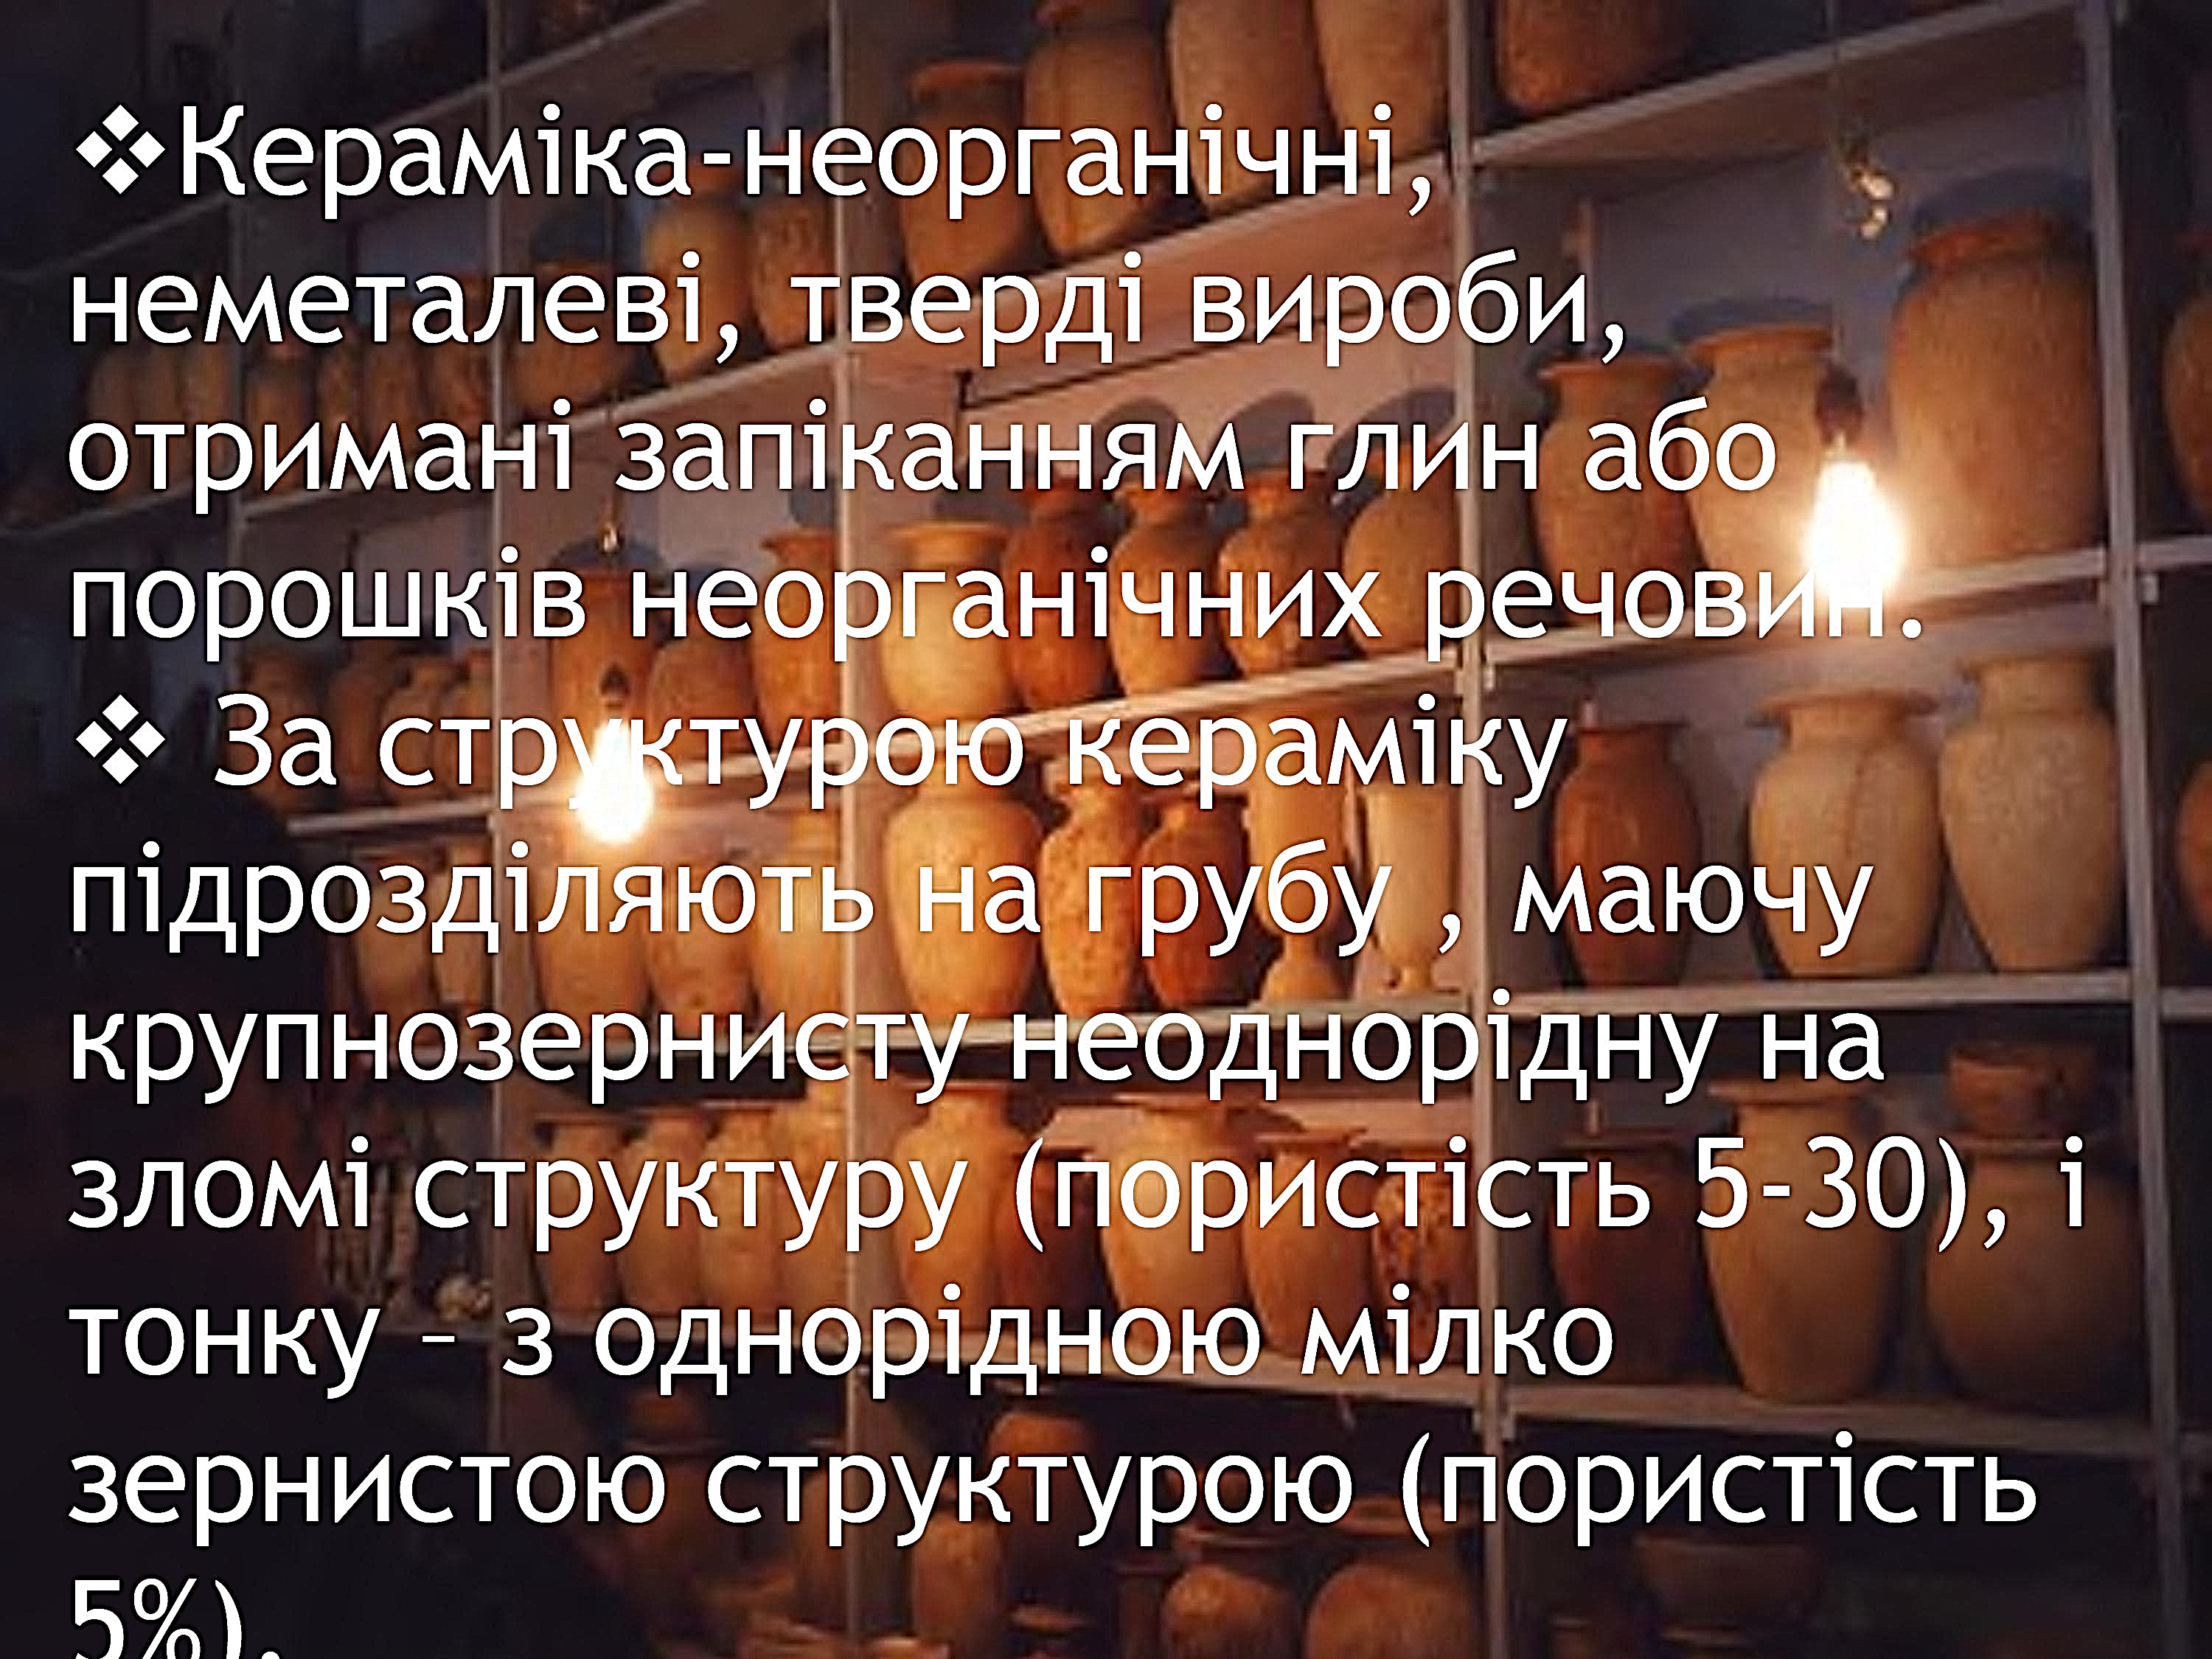 ❖Кераміка-неорганічні,
неметалеві, тверді вироби,
отримані запіканням глин або
порошків неорганічних речовин.
❖ За структурою кераміку
підрозділяють на грубу , маючу
крупнозернисту неоднорідну на
зломі структуру (пористість 5-30), і
тонку – з однорідною мілко
зернистою структурою (пористість
5%).